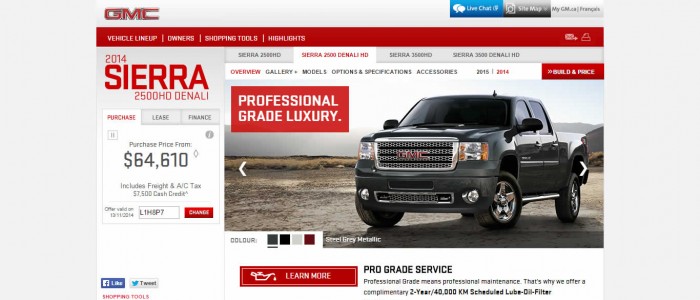 GMC
Live Chat
Site Map
My GM.ca | Français
VEHICLE LINEUP | OWNERS | SHOPPING TOOLS | HIGHLIGHTS
2014
SIERRA
2500HD DENALI
SIERRA 2500HD
SIERRA 2500 DENALI HD
SIERRA 3500HD
SIERRA 3500 DENALI HD
OVERVIEW GALLERY + MODELS OPTIONS & SPECIFICATIONS ACCESSORIES
2015 | 2014
» BUILD & PRICE
PURCHASE
LEASE
FINANCE
Purchase Price From:
$64,610 ◊
Includes Freight & A/C Tax
$7,500 Cash Credit^
Offer valid on
13/11/2014
L1H8P7
CHANGE
PROFESSIONAL
GRADE LUXURY.
GMC
COLOUR:
Steel Grey Metallic
Like
Tweet
SHOPPING TOOLS
LEARN MORE
PRO GRADE SERVICE
Professional Grade means professional maintenance. That's why we offer a
complimentary 2-Year/40,000 KM Scheduled Lube-Oil-Filter